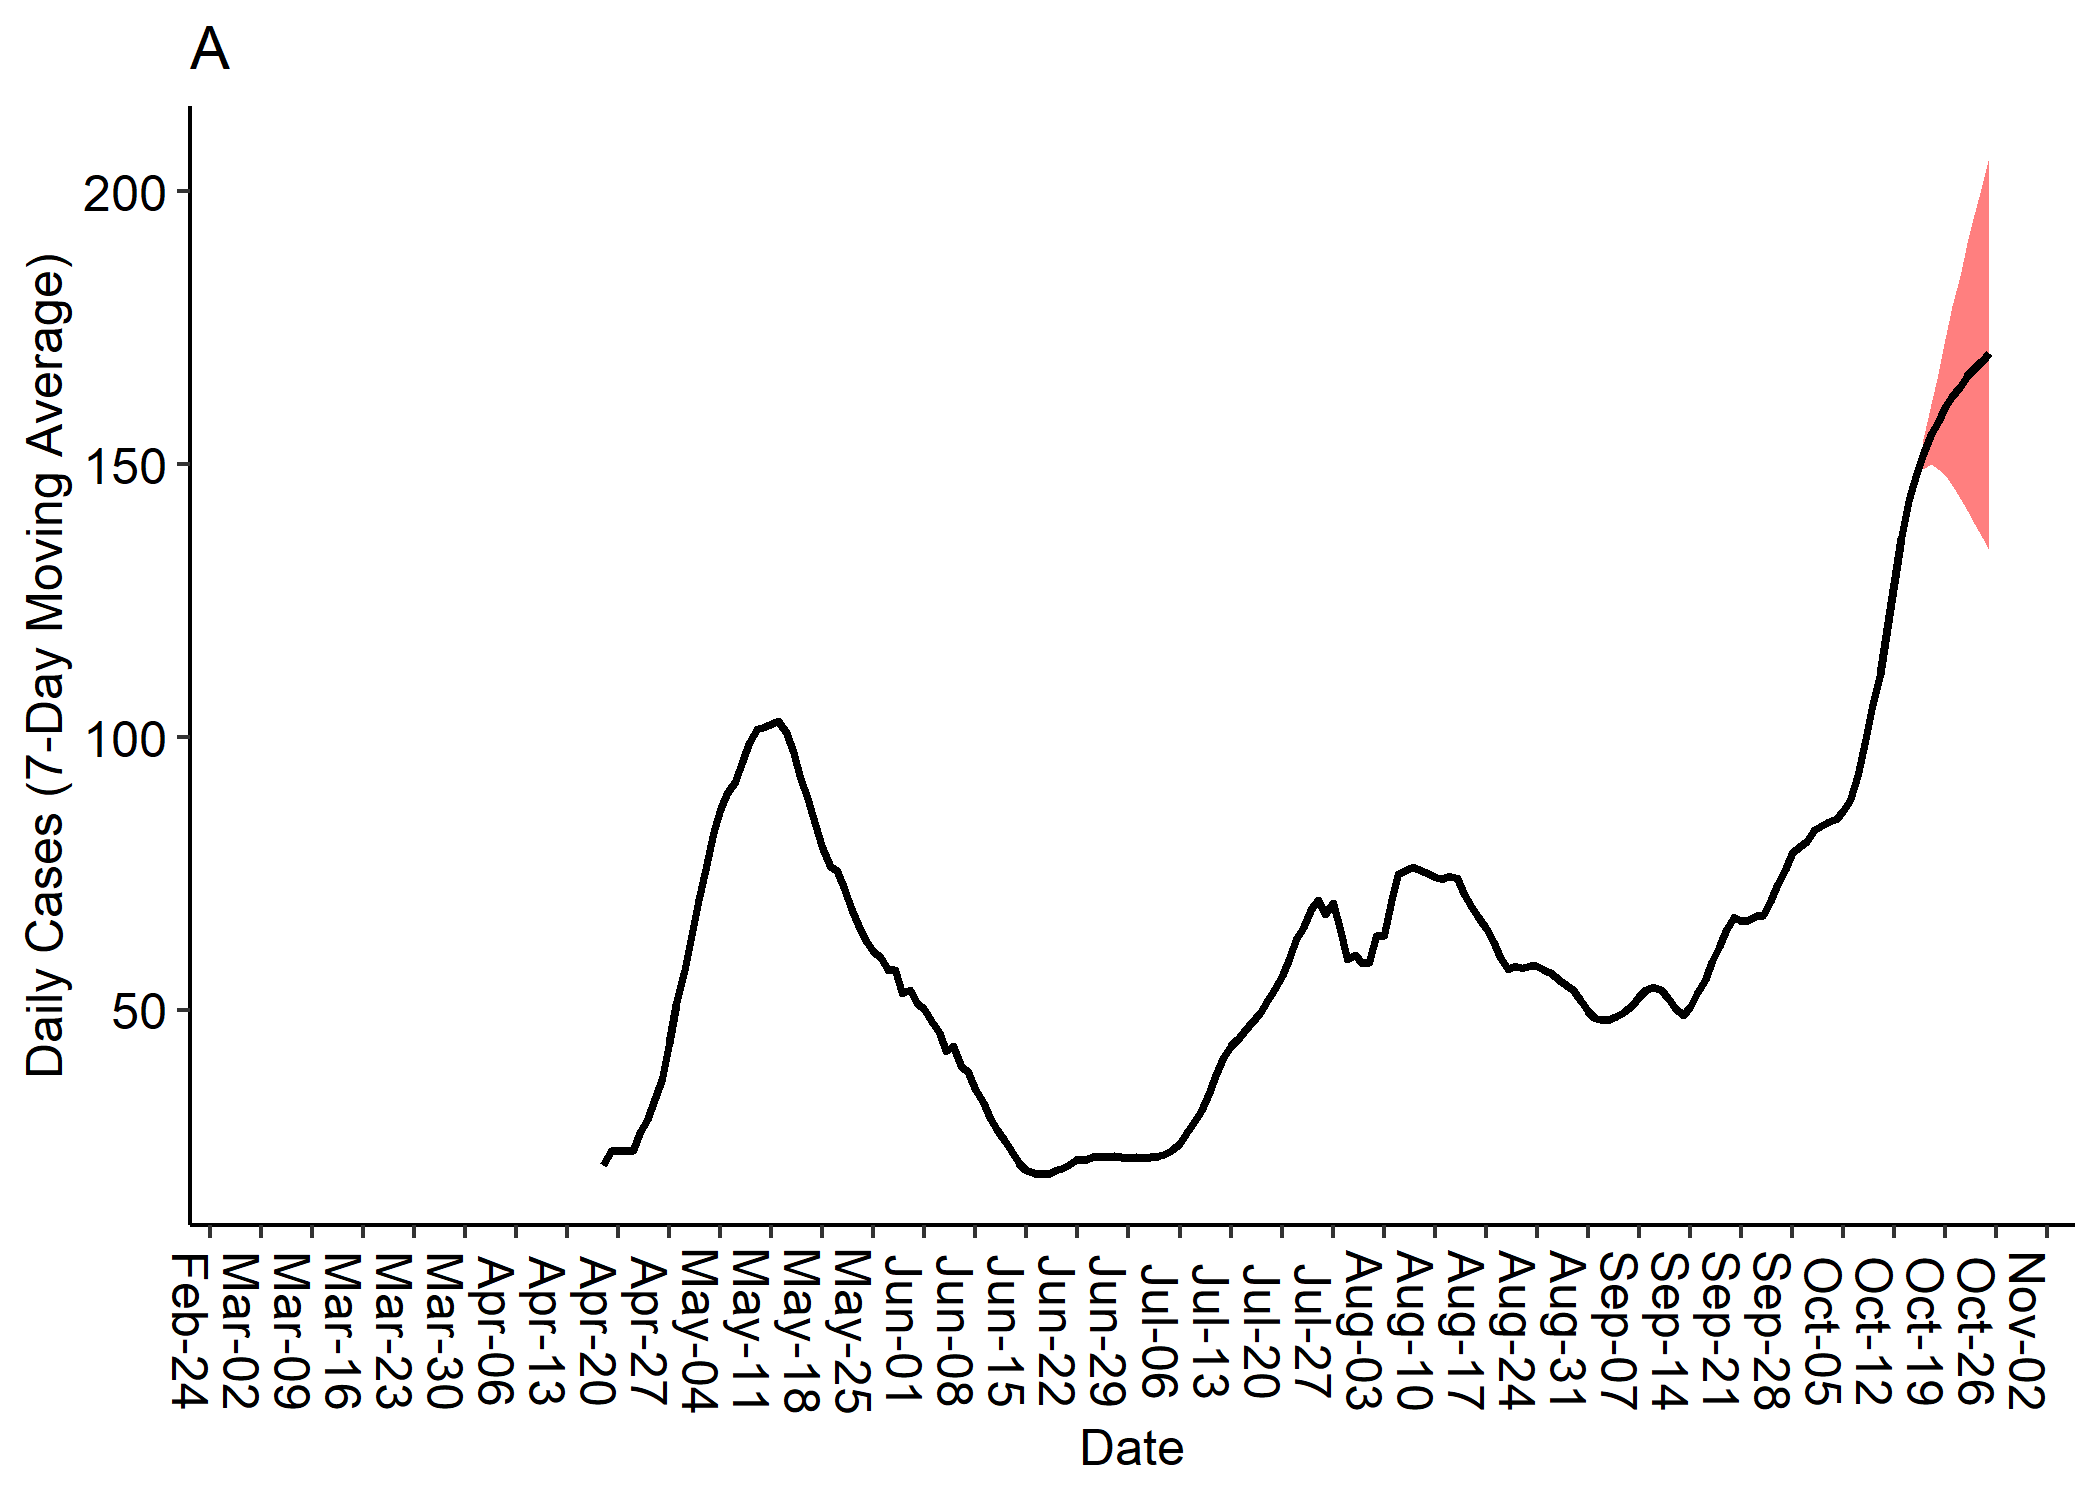 A
Daily Cases (7-Day Moving Average)
200
150
100
50
Feb-24
Mar-02
Mar-09
Mar-16
Mar-23
Mar-30
Apr-06
Apr-13
Apr-20
Apr-27
May-04
May-11
May-18
May-25
Jun-01
Jun-08
Jun-15
Jun-22
Jun-29
Jul-06
Jul-13
Jul-20
Jul-27
Aug-03
Aug-10
Aug-17
Aug-24
Aug-31
Sep-07
Sep-14
Sep-21
Sep-28
Oct-05
Oct-12
Oct-19
Oct-26
Nov-02
Date